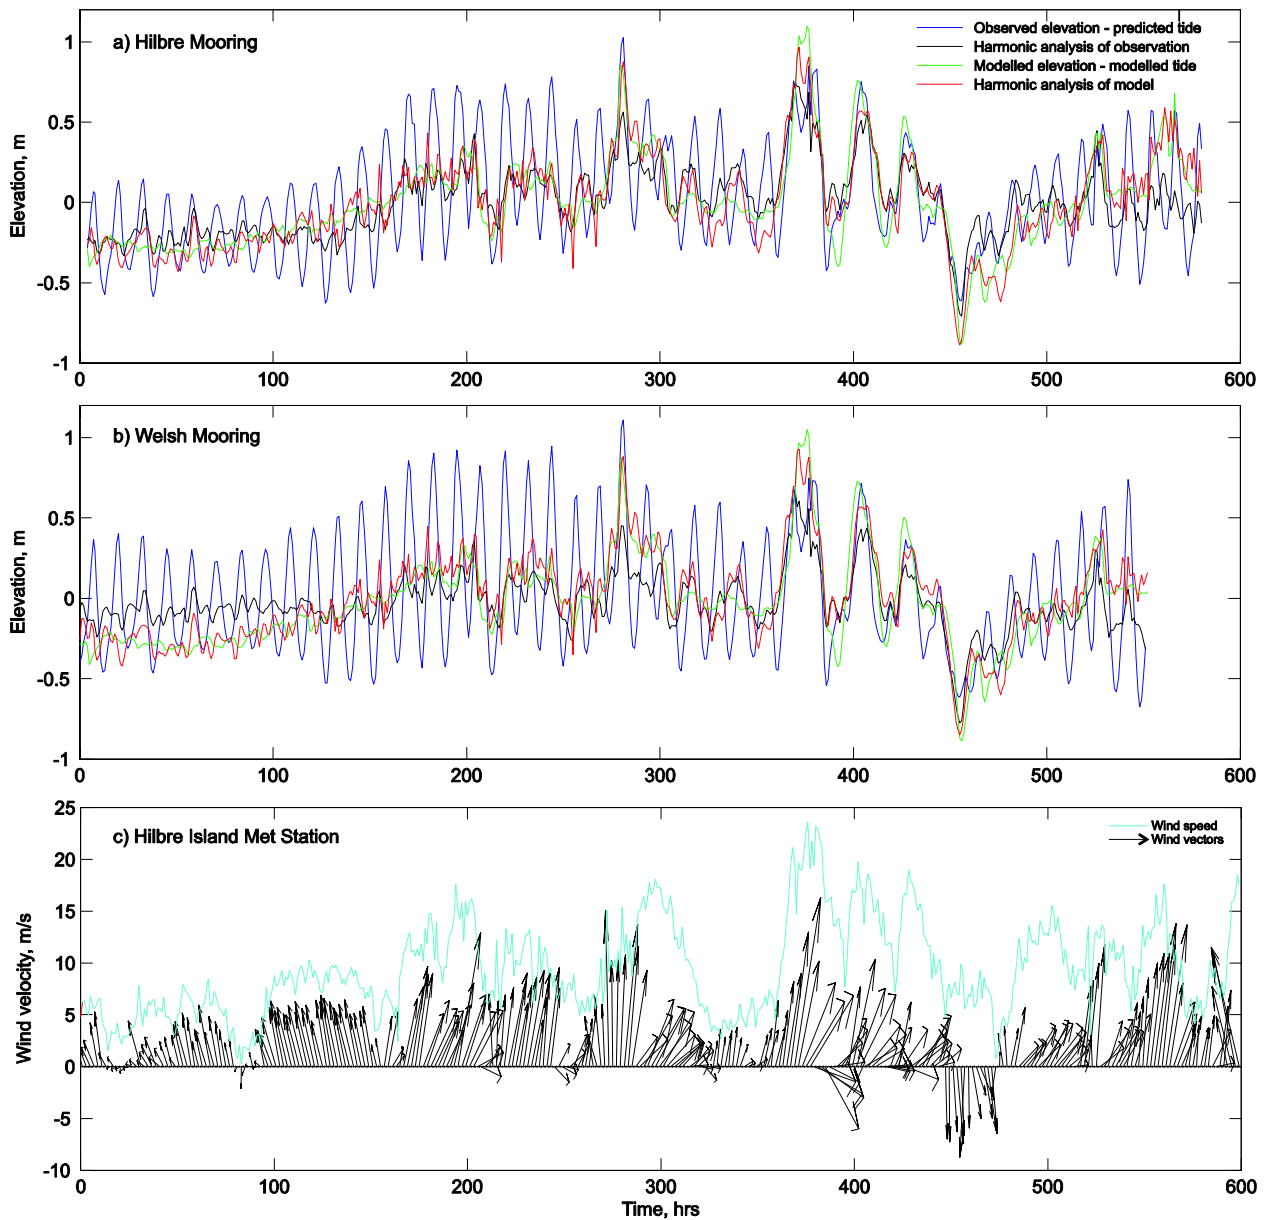 a) Hilbre Mooring
Observed elevation - predicted tide
Harmonic analysis of observation
Modelled elevation - modelled tide
Harmonic analysis of model
Elevation, m
1
0.5
0
-0.5
-1
0 100 200 300 400 500 600
b) Welsh Mooring
Elevation, m
1
0.5
0
-0.5
-1
0 100 200 300 400 500 600
c) Hilbre Island Met Station
Wind speed
Wind vectors
Wind velocity, m/s
25
20
15
10
5
0
-5
-10
0 100 200 300 400 500 600
Time, hrs